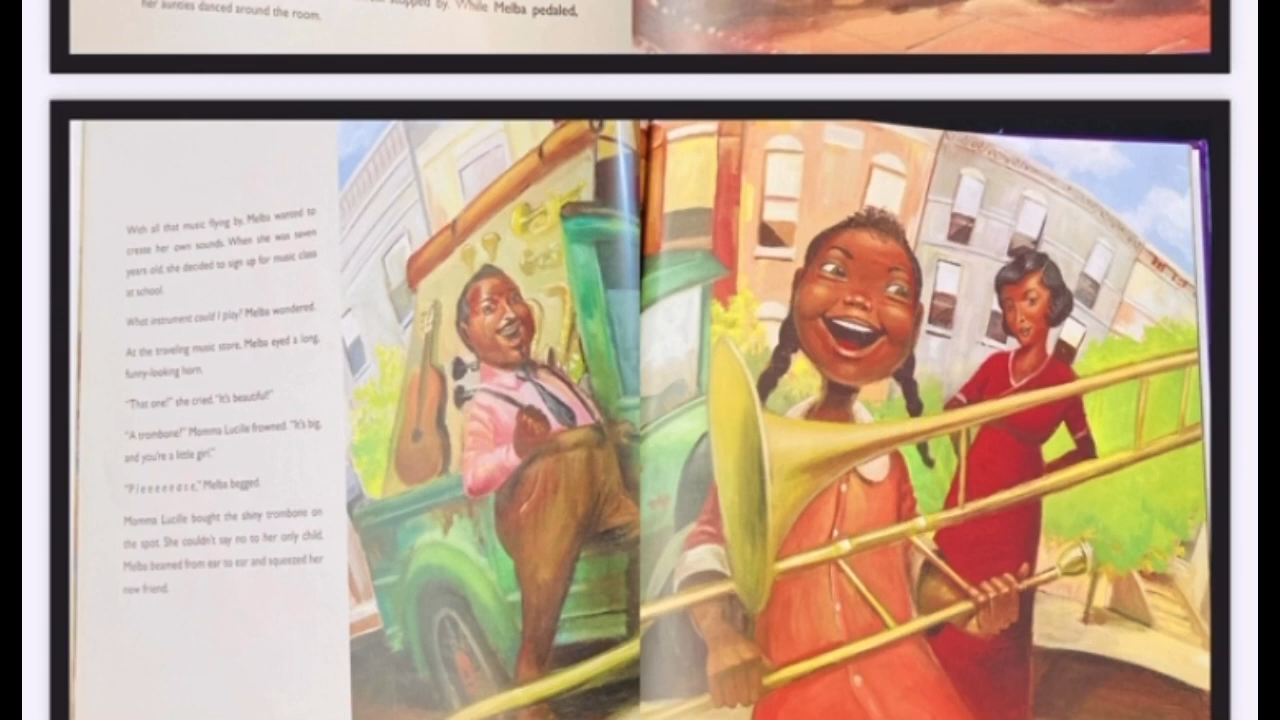 her aunties danced around the room.
stopped by. While Melba pedaled,
With all that music flying by, Melba wanted to
create her own sounds. When she was seven
years old, she decided to sign up for music class
at school.
What instrument could I play? Melba wondered.
At the traveling music store, Melba eyed a long,
funny-looking horn.
"That one!" she cried. "It's beautiful!"
"A trombone?" Momma Lucille frowned. "It's big,
and you're a little girl."
"Pleeeeease," Melba begged.
Momma Lucille bought the shiny trombone on
the spot. She couldn't say no to her only child.
Melba beamed from ear to ear and squeezed her
new friend.